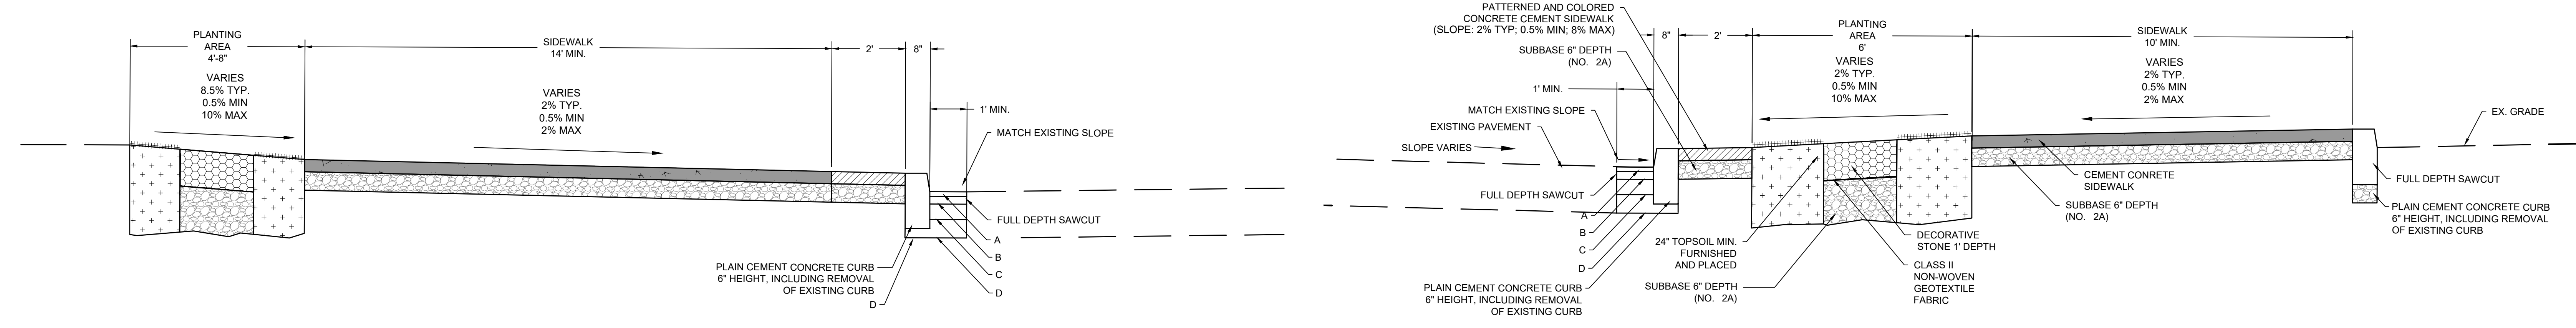 PLANTING
AREA
4'-8"
VARIES
8.5% TYP.
0.5% MIN
10% MAX
SIDEWALK
14' MIN.
VARIES
2% TYP.
0.5% MIN
2% MAX
2'
8"
1' MIN.
MATCH EXISTING SLOPE
FULL DEPTH SAWCUT
A
B
C
D
PLAIN CEMENT CONCRETE CURB
6" HEIGHT, INCLUDING REMOVAL
OF EXISTING CURB
D
PATTERNED AND COLORED
CONCRETE CEMENT SIDEWALK
(SLOPE: 2% TYP; 0.5% MIN; 8% MAX)
SUBBASE 6" DEPTH
(NO. 2A)
1' MIN.
MATCH EXISTING SLOPE
EXISTING PAVEMENT
SLOPE VARIES
FULL DEPTH SAWCUT
A
B
C
D
PLAIN CEMENT CONCRETE CURB
6" HEIGHT, INCLUDING REMOVAL
OF EXISTING CURB
8"
2'
PLANTING
AREA
6'
VARIES
2% TYP.
0.5% MIN
10% MAX
24" TOPSOIL MIN.
FURNISHED
AND PLACED
SUBBASE 6" DEPTH
(NO. 2A)
DECORATIVE
STONE 1' DEPTH
CLASS II
NON-WOVEN
GEOTEXTILE
FABRIC
SIDEWALK
10' MIN.
VARIES
2% TYP.
0.5% MIN
2% MAX
CEMENT CONRETE
SIDEWALK
SUBBASE 6" DEPTH
(NO. 2A)
EX. GRADE
FULL DEPTH SAWCUT
PLAIN CEMENT CONCRETE CURB
6" HEIGHT, INCLUDING REMOVAL
OF EXISTING CURB